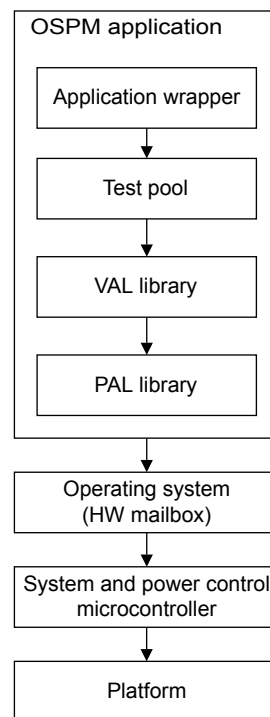 OSPM application
Application wrapper
Test pool
VAL library
PAL library
Operating system
(HW mailbox)
System and power control
microcontroller
Platform